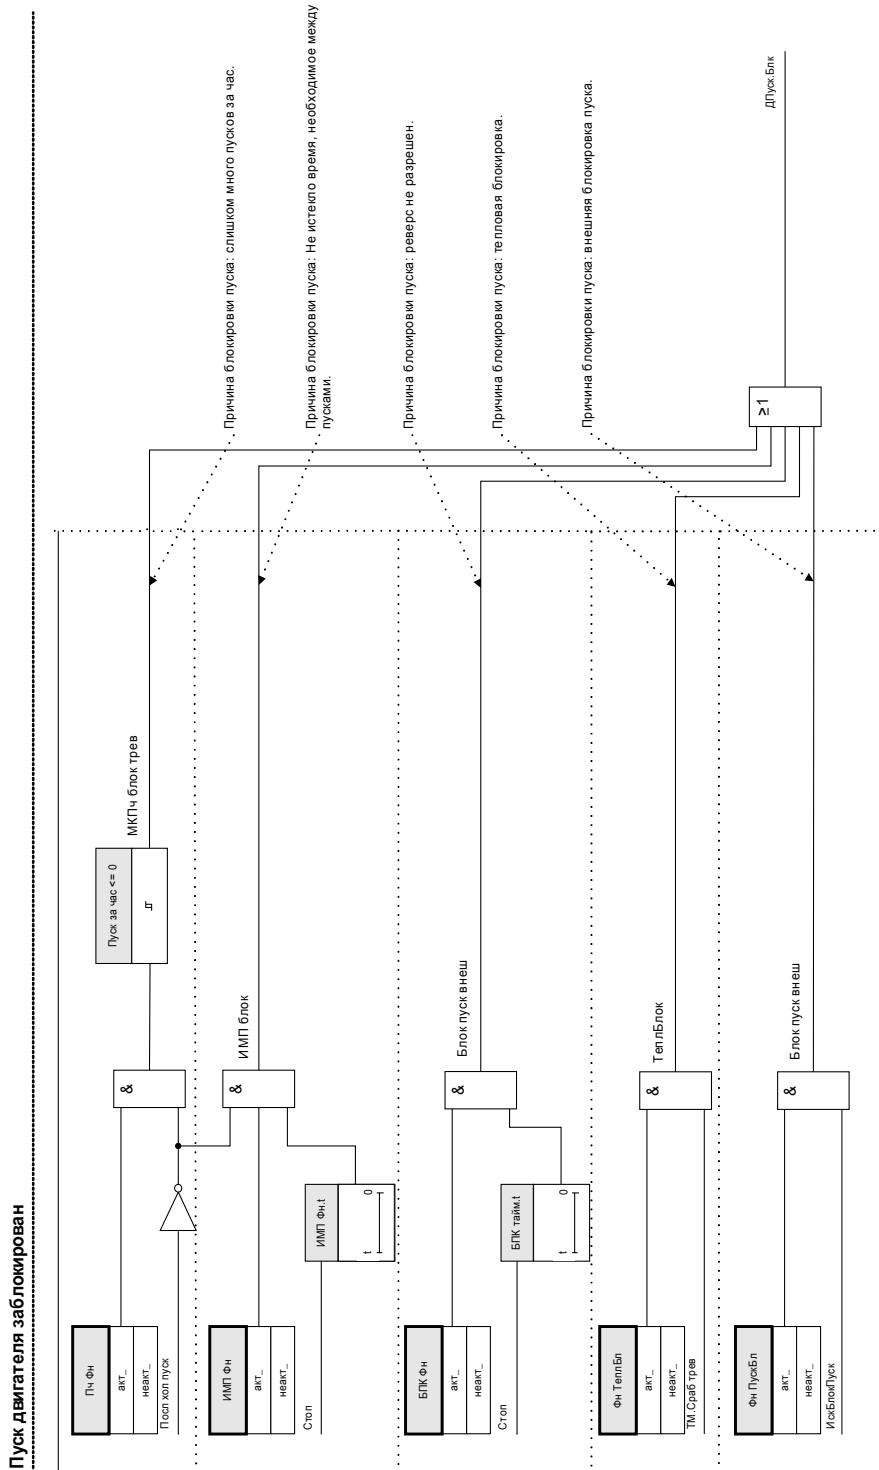 Пуск двигателя заблокирован
Пч Фн
акт_
неакт_
Посл хол пуск
&
Пуск за час <= 0
МКПч блок трев
Причина блокировки пуска: слишком много пусков за час.
ИМП Фн
акт_
неакт_
Стоп
ИМП Фн.t
t
0
&
ИМП блок
Причина блокировки пуска: Не истекло время, необходимое между
пусками.
БПК Фн
акт_
неакт_
Стоп
БПК тайм.t
t
0
&
Блок пуск внеш
Причина блокировки пуска: реверс не разрешен.
Фн ТеплБл
акт_
неакт_
ТМ.Сраб трев
&
ТеплБлок
Причина блокировки пуска: тепловая блокировка.
Фн ПускБл
акт_
неакт_
ИскБлокПуск
&
Блок пуск внеш
Причина блокировки пуска: внешняя блокировка пуска.
≥1
ДПуск.Блк